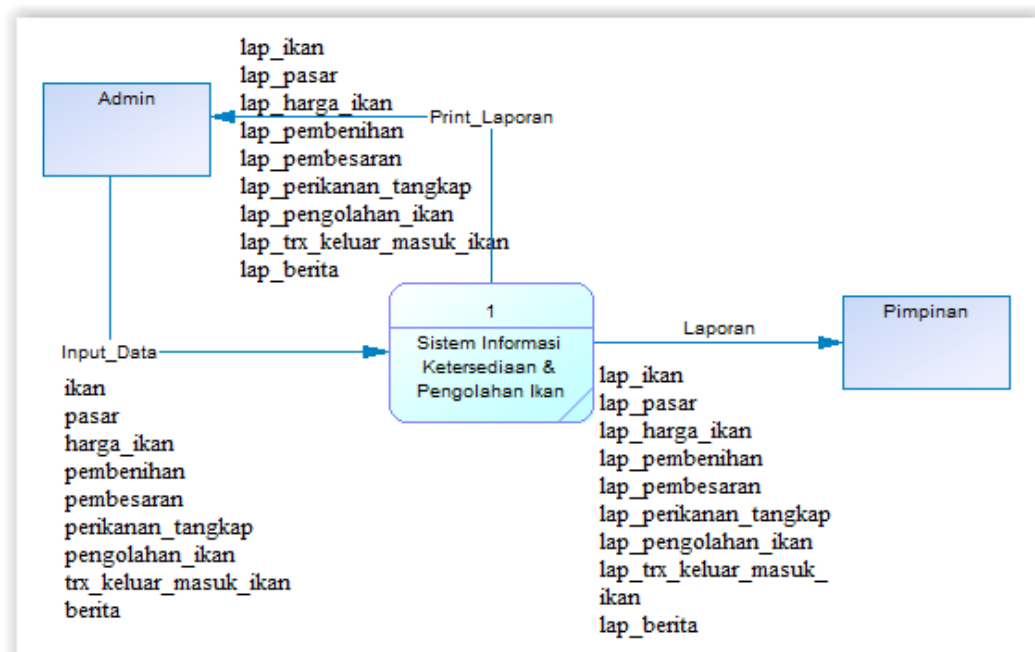 Admin
lap_ikan
lap_pasar
lap_harga_ikan
lap_pembenihan
lap_pembesaran
lap_perikanan_tangkap
lap_pengolahan_ikan
lap_trx_keluar_masuk_ikan
lap_berita
Print_Laporan
1
Sistem Informasi
Ketersediaan &
Pengolahan Ikan
Input_Data
ikan
pasar
harga_ikan
pembenihan
pembesaran
perikanan_tangkap
pengolahan_ikan
trx_keluar_masuk_ikan
berita
Laporan
Pimpinan
lap_ikan
lap_pasar
lap_harga_ikan
lap_pembenihan
lap_pembesaran
lap_perikanan_tangkap
lap_pengolahan_ikan
lap_trx_keluar_masuk_
ikan
lap_berita